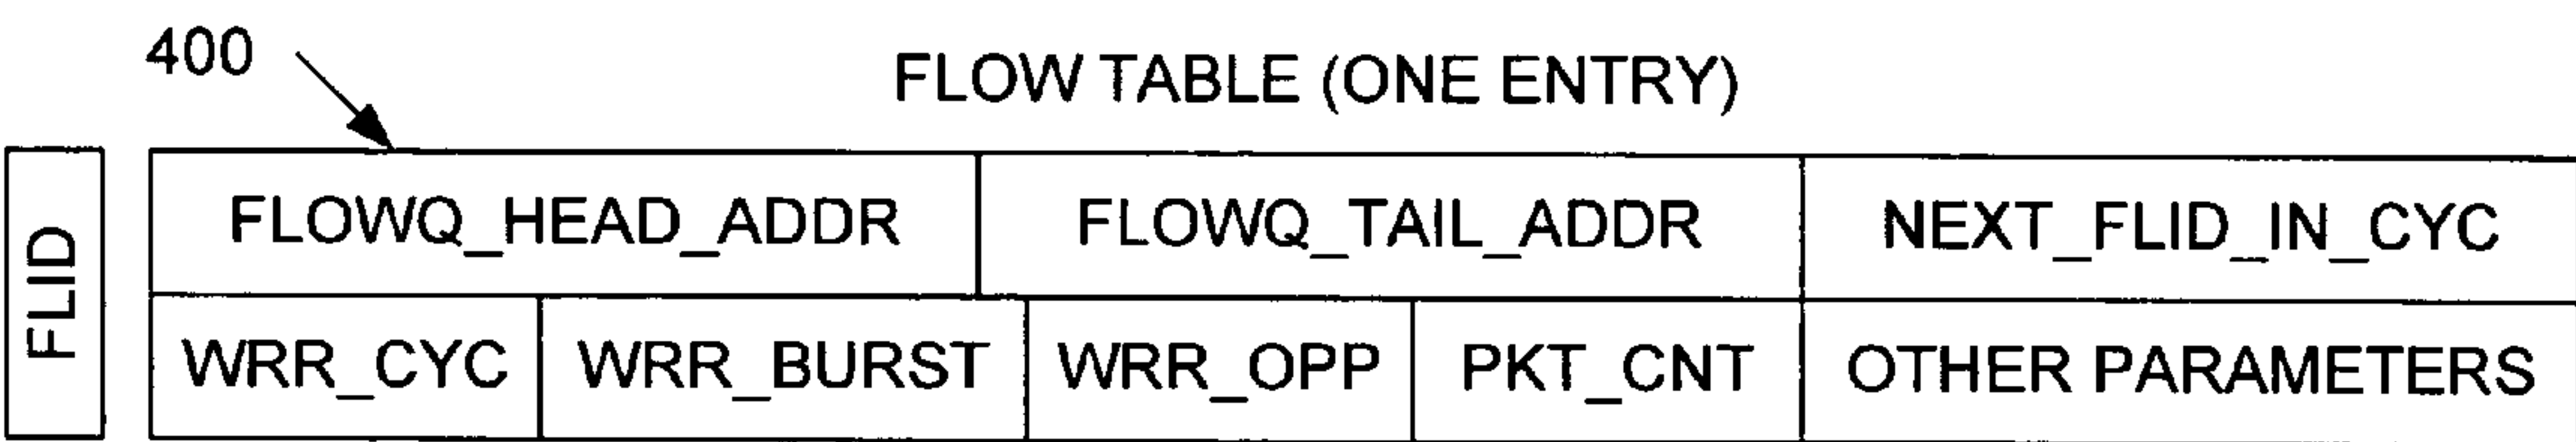 400
FLOW TABLE (ONE ENTRY)
FLID
FLOWQ_HEAD_ADDR FLOWQ_TAIL_ADDR NEXT_FLID_IN_CYC
WRR_CYC WRR_BURST WRR_OPP PKT_CNT OTHER PARAMETERS